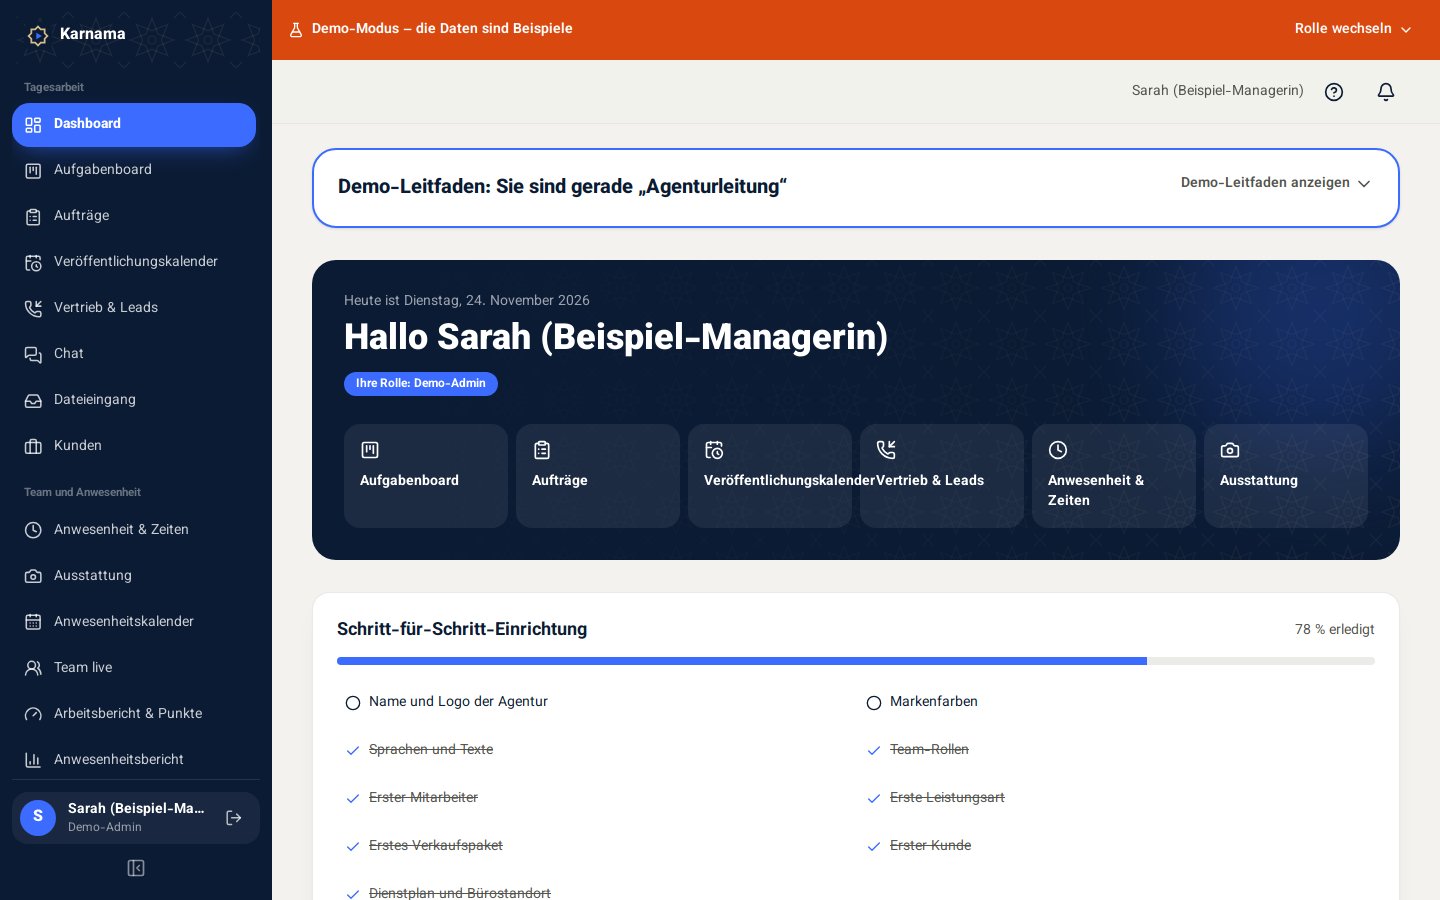 Karnama
Tagesarbeit
Dashboard
Aufgabenboard
Aufträge
Veröffentlichungskalender
Vertrieb & Leads
Chat
Dateieingang
Kunden
Team und Anwesenheit
Anwesenheit & Zeiten
Ausstattung
Anwesenheitskalender
Team live
Arbeitsbericht & Punkte
Anwesenheitsbericht
S
Sarah (Beispiel-Ma...
Demo-Admin
Demo-Modus – die Daten sind Beispiele
Rolle wechseln
Sarah (Beispiel-Managerin)
Demo-Leitfaden: Sie sind gerade „Agenturleitung“
Demo-Leitfaden anzeigen
Heute ist Dienstag, 24. November 2026
Hallo Sarah (Beispiel-Managerin)
Ihre Rolle: Demo-Admin
Aufgabenboard
Aufträge
Veröffentlichungskalender
Vertrieb & Leads
Anwesenheit &
Zeiten
Ausstattung
Schritt-für-Schritt-Einrichtung
78 % erledigt
Name und Logo der Agentur
Markenfarben
Sprachen und Texte
Team-Rollen
Erster Mitarbeiter
Erste Leistungsart
Erstes Verkaufspaket
Erster Kunde
Dienstplan und Bürostandort